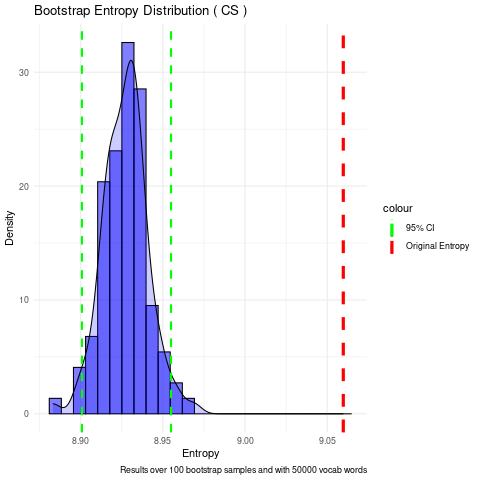 Bootstrap Entropy Distribution ( CS )
Density
30
20
10
0
8.90
8.95
9.00
9.05
Entropy
colour
95% CI
Original Entropy
Results over 100 bootstrap samples and with 50000 vocab words